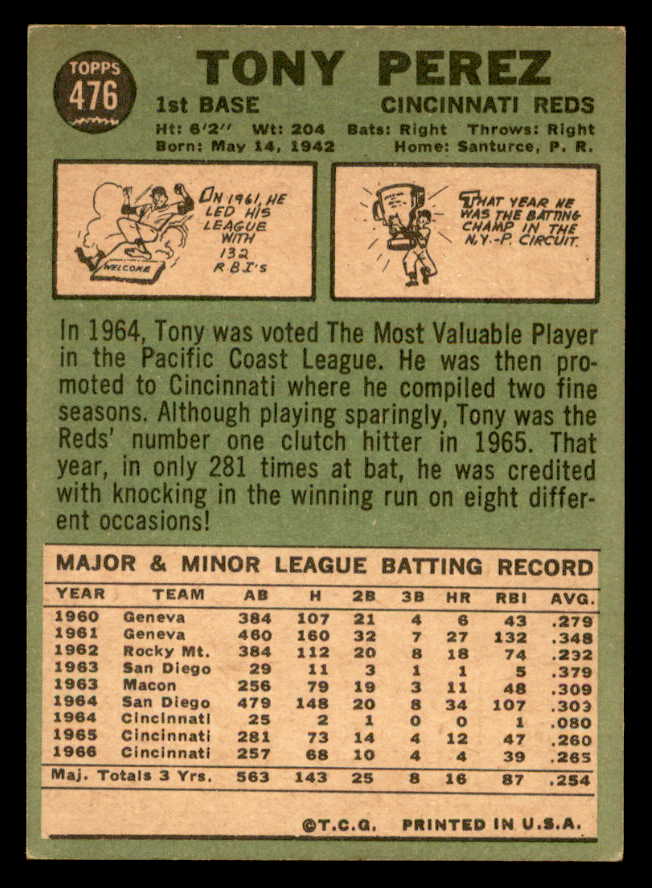 TOPPS
476
TONY PEREZ
1st BASE CINCINNATI REDS
Ht: 6'2" Wt: 204 Bats: Right Throws: Right
Born: May 14, 1942 Home: Santurce, P. R.
IN 1961, HE
LED HIS
LEAGUE
WITH
132
R.B.I'S
WELCOME
THAT YEAR HE
WAS THE BATTING
CHAMP IN THE
N.Y.-P. CIRCUIT.
In 1964, Tony was voted The Most Valuable Player
in the Pacific Coast League. He was then pro-
moted to Cincinnati where he compiled two fine
seasons. Although playing sparingly, Tony was the
Reds' number one clutch hitter in 1965. That
year, in only 281 times at bat, he was credited
with knocking in the winning run on eight differ-
ent occasions!
MAJOR & MINOR LEAGUE BATTING RECORD
YEAR TEAM AB H 2B 3B HR RBI AVG.
1960 Geneva 384 107 21 4 6 43 .279
1961 Geneva 460 160 32 7 27 132 .348
1962 Rocky Mt. 384 112 20 8 18 74 .292
1963 San Diego 29 11 3 1 1 5 .379
1963 Macon 256 79 19 3 11 48 .309
1964 San Diego 479 148 20 8 34 107 .309
1964 Cincinnati 25 2 1 0 0 1 .080
1965 Cincinnati 281 73 14 4 12 47 .260
1966 Cincinnati 257 68 10 4 4 39 .265
Maj. Totals 3 Yrs. 563 143 25 8 16 87 .254
©T.C.G. PRINTED IN U.S.A.